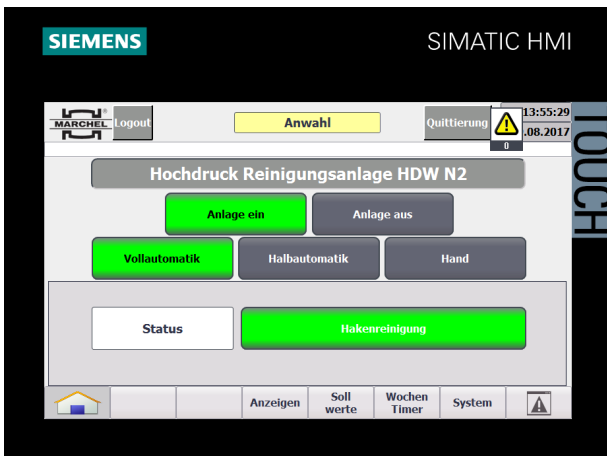 SIEMENS
SIMATIC HMI
TOUCH
MARCHEL
Logout
Anwahl
Quittierung
0
13:55:29
.08.2017
Hochdruck Reinigungsanlage HDW N2
Anlage ein
Anlage aus
Vollautomatik
Halbautomatik
Hand
Status
Hakenreinigung
Anzeigen
Soll
werte
Wochen
Timer
System